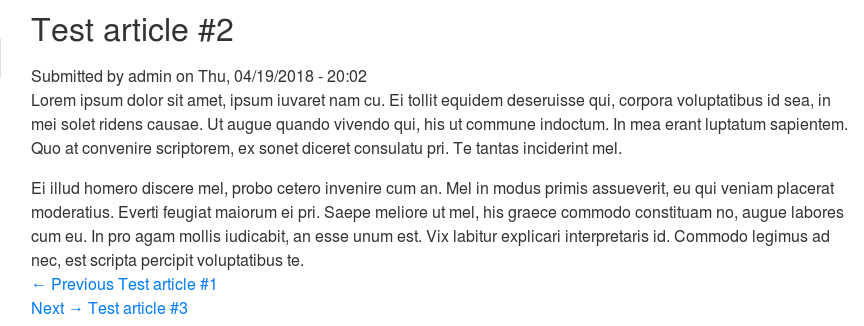 Test article #2
Submitted by admin on Thu, 04/19/2018 - 20:02
Lorem ipsum dolor sit amet, ipsum iuvaret nam cu. Ei tollit equidem deseruisse qui, corpora voluptatibus id sea, in
mei solet ridens causae. Ut augue quando vivendo qui, his ut commune indoctum. In mea erant luptatum sapientem.
Quo at convenire scriptorem, ex sonet diceret consulatu pri. Te tantas inciderint mel.
Ei illud homero discere mel, probo cetero invenire cum an. Mel in modus primis assueverit, eu qui veniam placerat
moderatius. Everti feugiat maiorum ei pri. Saepe meliore ut mel, his graece commodo constituam no, augue labores
cum eu. In pro agam mollis iudicabit, an esse unum est. Vix labitur explicari interpretaris id. Commodo legimus ad
nec, est scripta percipit voluptatibus te.
← Previous Test article #1
Next → Test article #3